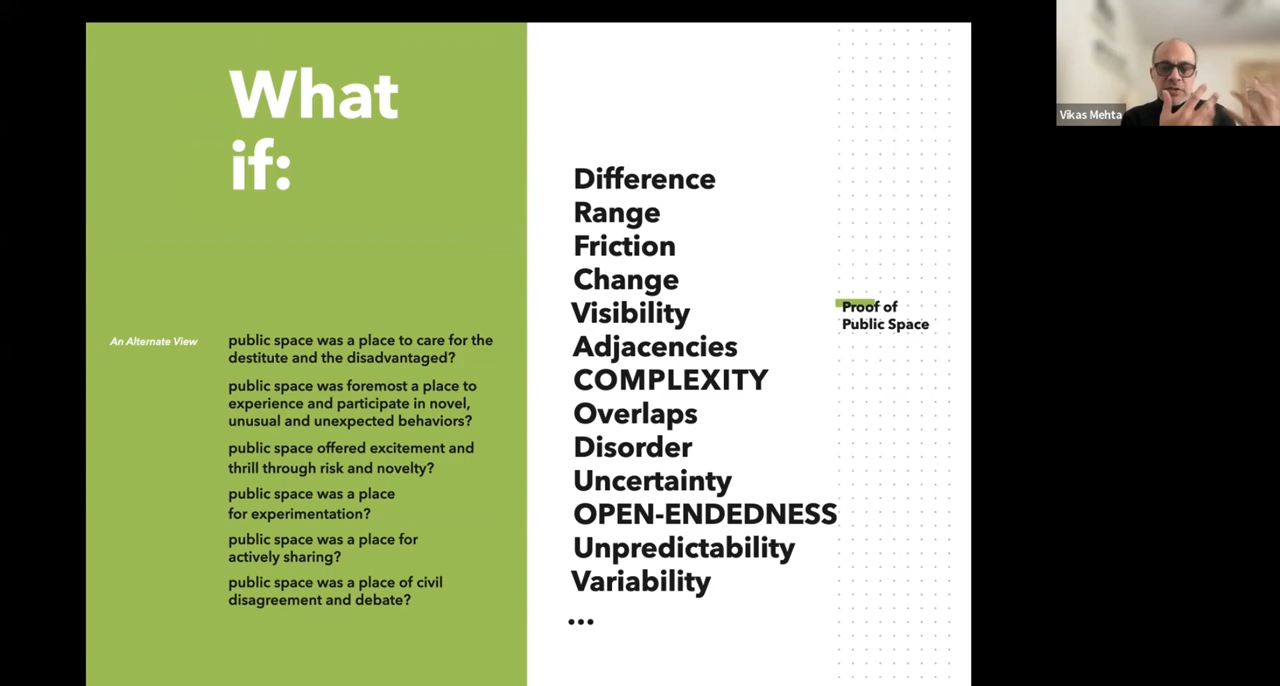 What
if:
An Alternate View
public space was a place to care for the
destitute and the disadvantaged?
public space was foremost a place to
experience and participate in novel,
unusual and unexpected behaviors?
public space offered excitement and
thrill through risk and novelty?
public space was a place
for experimentation?
public space was a place for
actively sharing?
public space was a place of civil
disagreement and debate?
Difference
Range
Friction
Change
Visibility
Adjacencies
COMPLEXITY
Overlaps
Disorder
Uncertainty
OPEN-ENDEDNESS
Unpredictability
Variability
...
Proof of
Public Space
Vikas Mehta